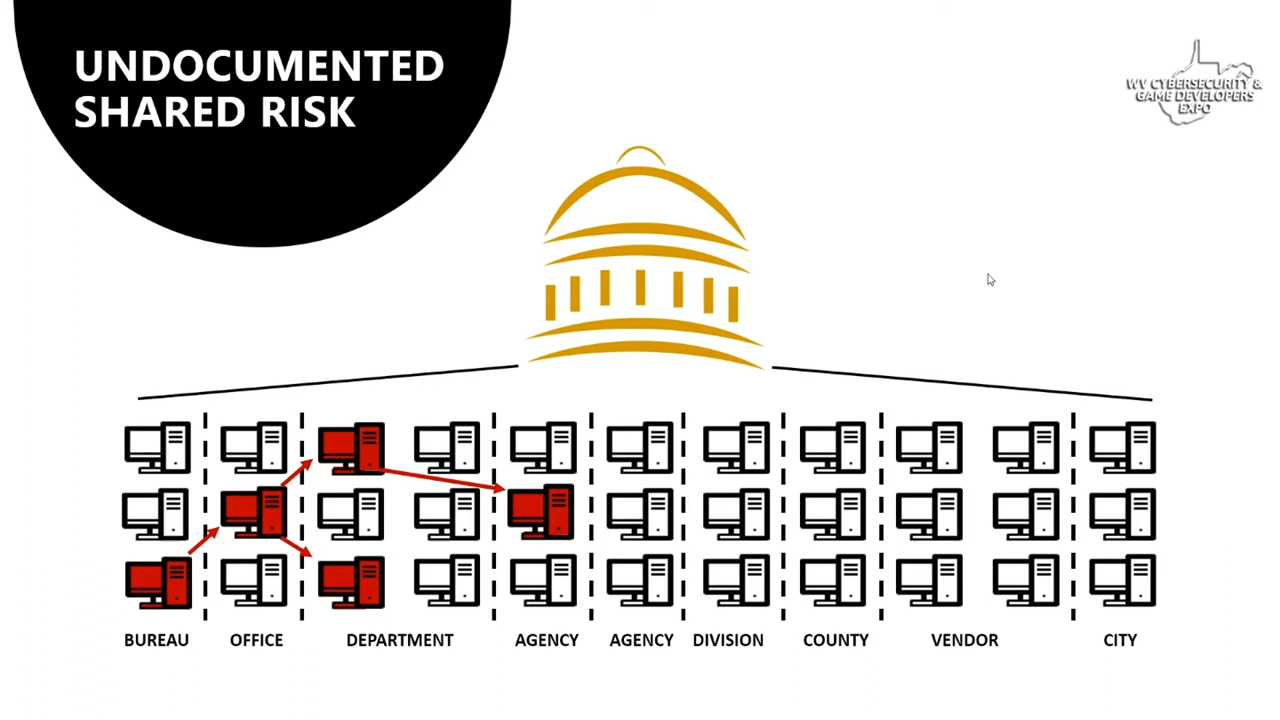 UNDOCUMENTED
SHARED RISK
WV CYBERSECURITY &
GAME DEVELOPERS
EXPO
BUREAU OFFICE DEPARTMENT AGENCY AGENCY DIVISION COUNTY VENDOR CITY